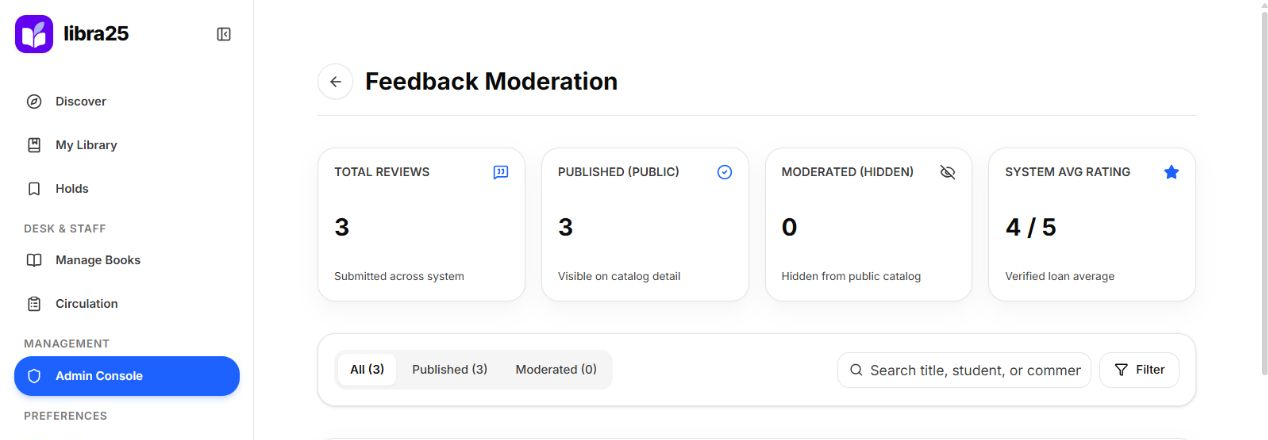 libra25
Discover
My Library
Holds
DESK & STAFF
Manage Books
Circulation
MANAGEMENT
Admin Console
PREFERENCES
Feedback Moderation
TOTAL REVIEWS
3
Submitted across system
PUBLISHED (PUBLIC)
3
Visible on catalog detail
MODERATED (HIDDEN)
0
Hidden from public catalog
SYSTEM AVG RATING
4 / 5
Verified loan average
All (3) Published (3) Moderated (0)
Search title, student, or commer
Filter